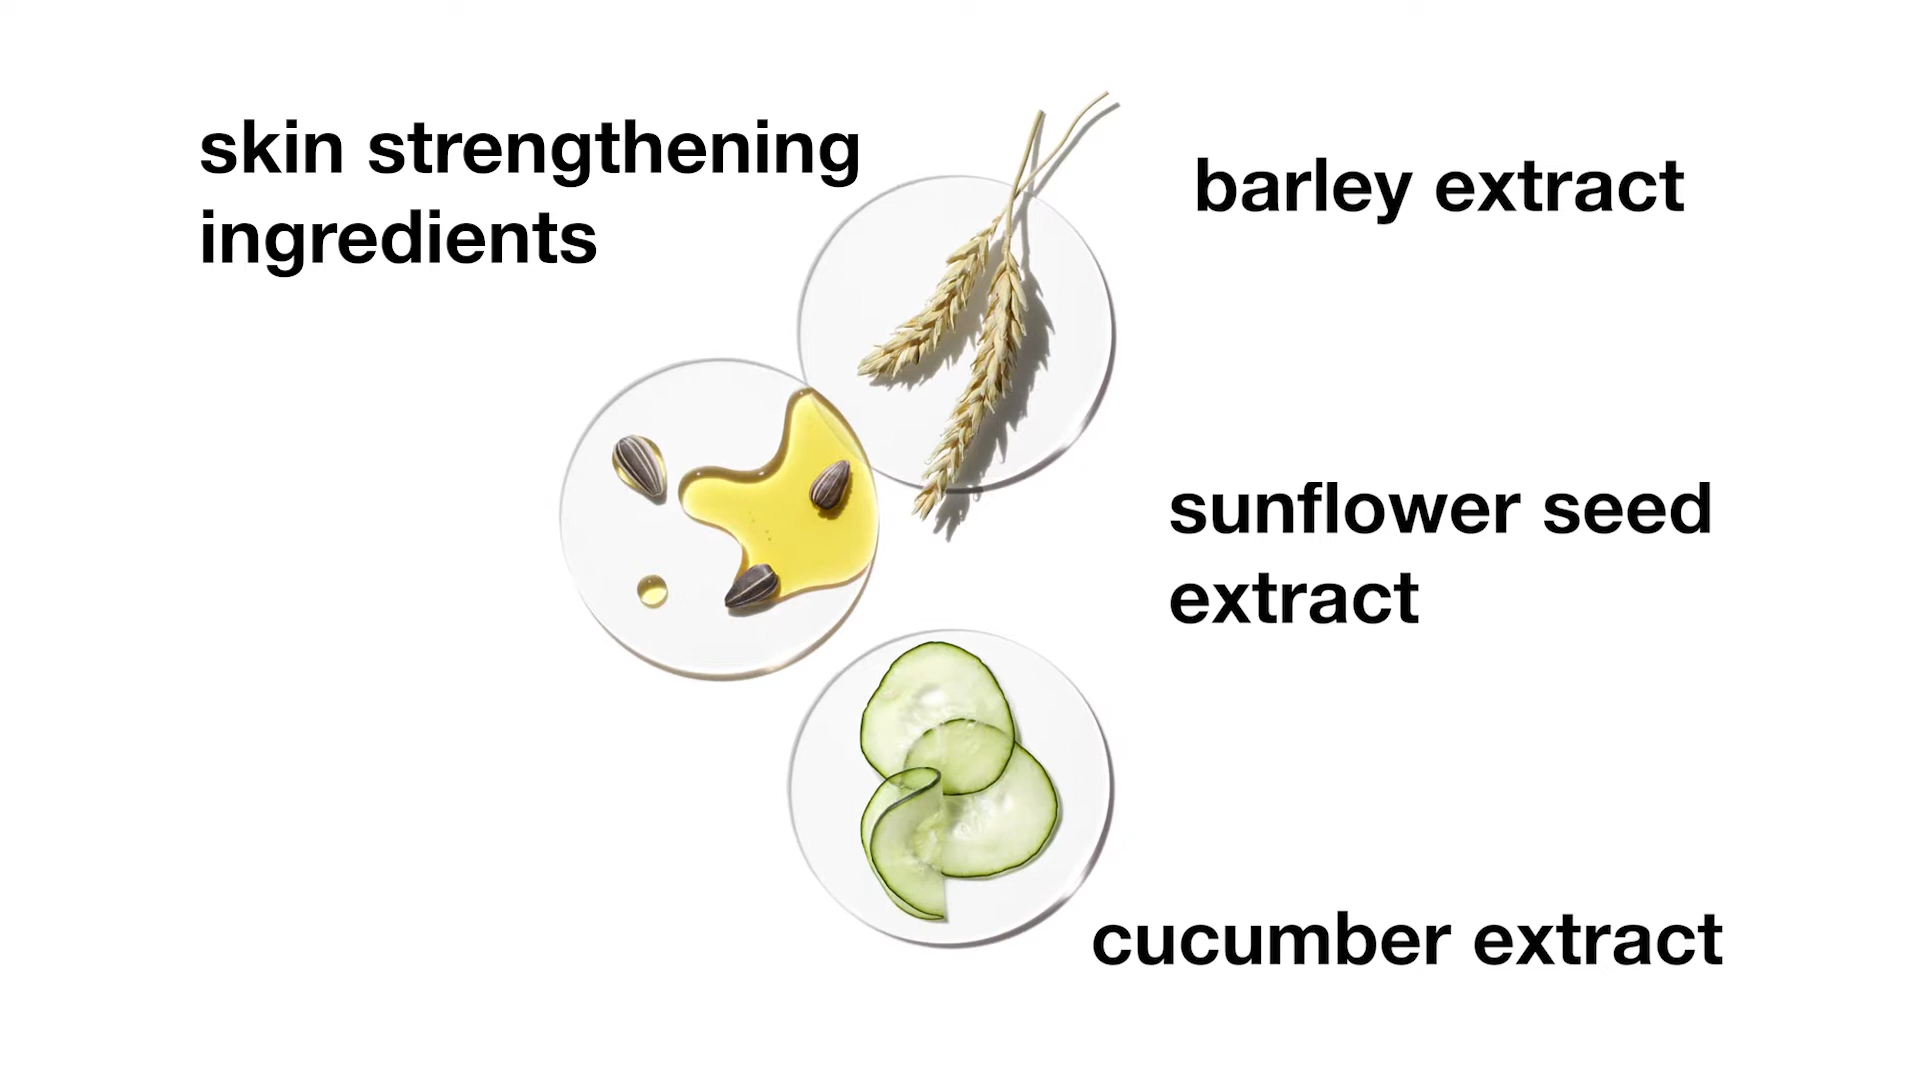 skin strengthening
ingredients
barley extract
sunflower seed
extract
cucumber extract